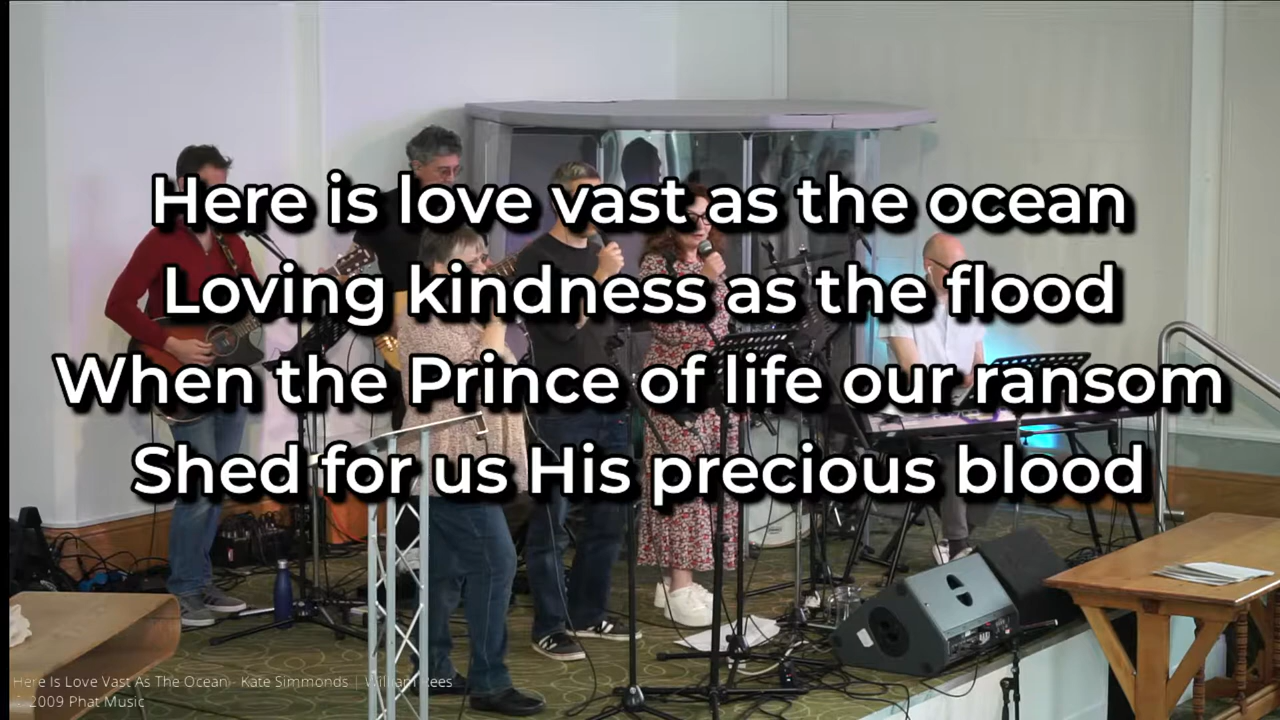 Here is love vast as the ocean
Loving kindness as the flood
When the Prince of life our ransom
Shed for us His precious blood
Here Is Love Vast As The Ocean - Kate Simmonds | William Rees
© 2009 Phat Music